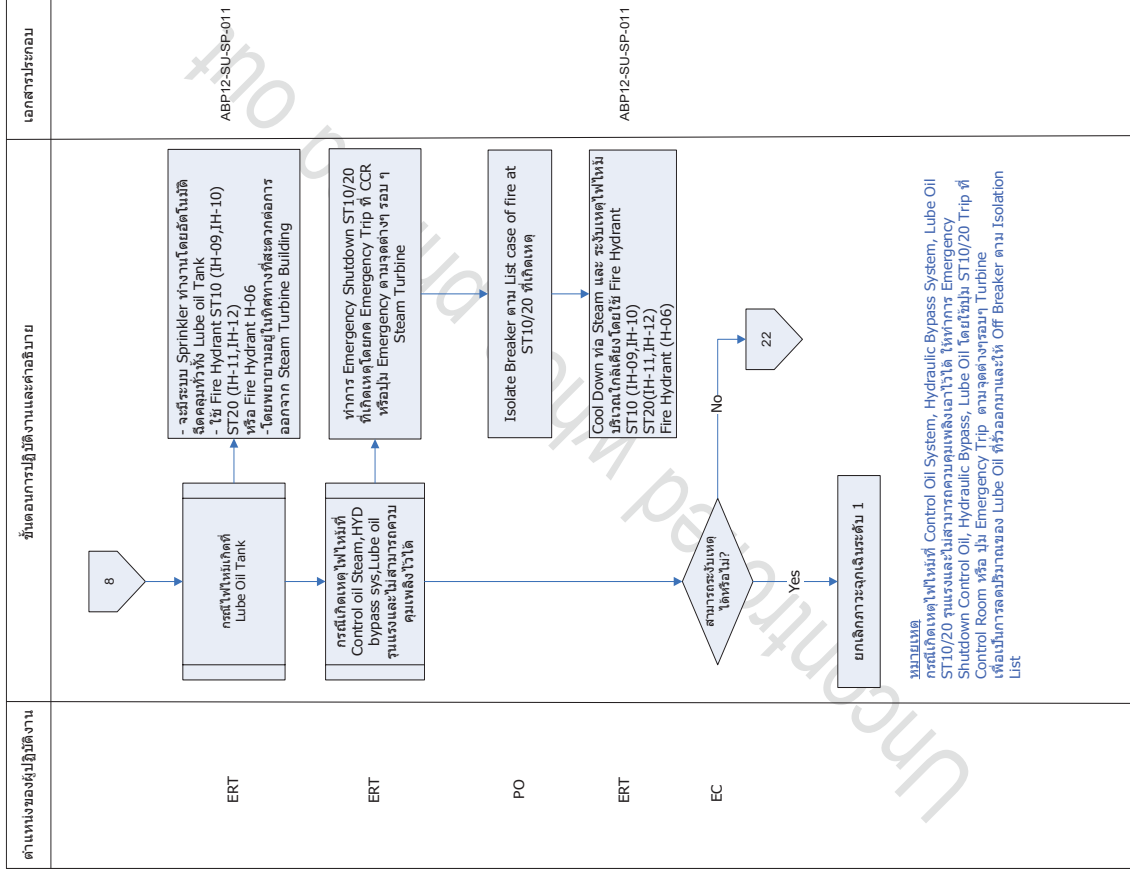 ตำแหน่งของผู้ปฏิบัติงาน
ขั้นตอนการปฏิบัติงานและคำอธิบาย
เอกสารประกอบ
8
ERT
กรณีไฟไหม้เกิดที่
Lube Oil Tank
- จะมีระบบ Sprinkler ทำงานโดยอัตโนมัติ
ฉีดคลุมทั่วทั้ง Lube oil Tank
- ใช้ Fire Hydrant ST10 (IH-09,IH-10)
ST20 (IH-11,IH-12)
หรือ Fire Hydrant H-06
-โดยพยายามอยู่ในทิศทางที่สะดวกต่อการ
ออกจาก Steam Turbine Building
ABP12-SU-SP-011
ERT
กรณีเกิดเหตุไฟไหม้ที่
Control oil Steam,HYD
bypass sys,Lube oil
รุนแรงและไม่สามารถควบ
คุมเพลิงไว้ได้
ทำการ Emergency Shutdown ST10/20
ที่เกิดเหตุโดยกด Emergency Trip ที่ CCR
หรือปุ่ม Emergency ตามจุดต่างๆ รอบ ๆ
Steam Turbine
PO
Isolate Breaker ตาม List case of fire at
ST10/20 ที่เกิดเหตุ
ERT
Cool Down ท่อ Steam และ ระงับเหตุไฟไหม้
บริเวณใกล้เคียงโดยใช้ Fire Hydrant
ST10 (IH-09,IH-10)
ST20(IH-11,IH-12)
Fire Hydrant (H-06)
ABP12-SU-SP-011
EC
สามารถระงับเหตุ
ได้หรือไม่?
No
22
Yes
ยกเลิกภาวะฉุกเฉินระดับ 1
หมายเหตุ
กรณีเกิดเหตุไฟไหม้ที่ Control Oil System, Hydraulic Bypass System, Lube Oil
ST10/20 รุนแรงและไม่สามารถควบคุมเพลิงเอาไว้ได้ ให้ทำการ Emergency
Shutdown Control Oil, Hydraulic Bypass, Lube Oil โดยใช้ปุ่ม ST10/20 Trip ที่
Control Room หรือ ปุ่ม Emergency Trip ตามจุดต่างๆรอบๆ Turbine
เพื่อเป็นการลดปริมาณของ Lube Oil ที่รั่วออกมาและให้ Off Breaker ตาม Isolation
List